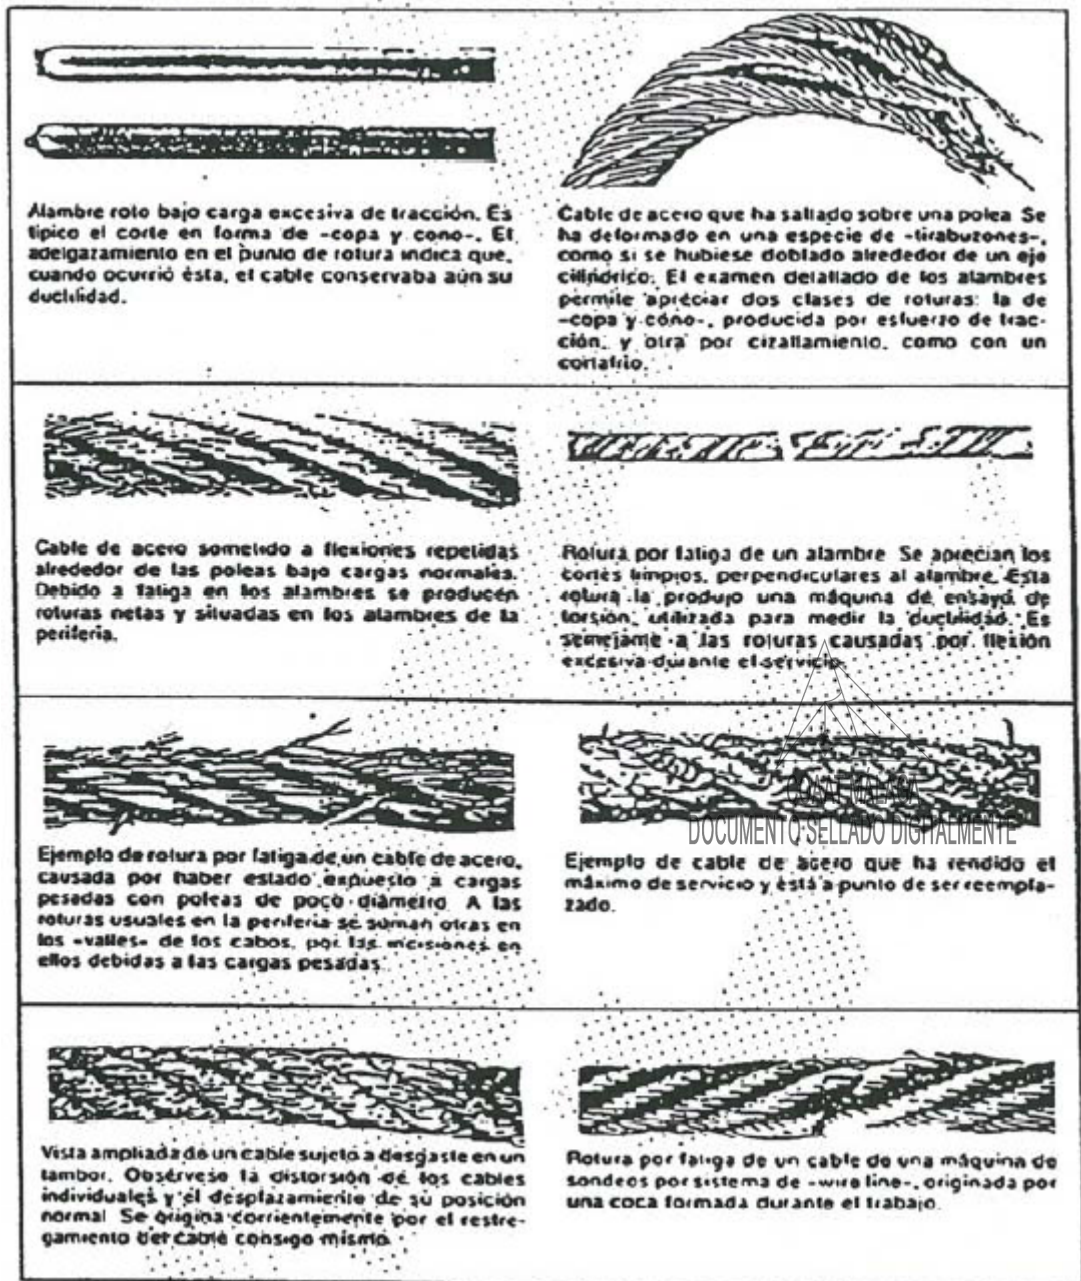 Alambre roto bajo carga excesiva de tracción. Es
típico el corte en forma de -copa y cono-. El
adelgazamiento en el punto de rotura indica que,
cuando ocurrió ésta, el cable conservaba aún su
ductilidad.
Cable de acero que ha saltado sobre una polea Se
ha deformado en una especie de -tirabuzones-,
como si se hubiese doblado alrededor de un eje
cilíndrico. El examen detallado de los alambres
permite apreciar dos clases de roturas: la de
-copa y cono-, producida por esfuerzo de trac-
ción, y otra por cizallamiento, como con un
cortafrío.
Cable de acero sometido a flexiones repetidas
alrededor de las poleas bajo cargas normales.
Debido a fatiga en los alambres se producen
roturas netas y situadas en los alambres de la
periferia.
Rotura por fatiga de un alambre Se aprecian los
cortes limpios, perpendiculares al alambre. Esta
rotura la produjo una máquina de ensayo de
torsión, utilizada para medir la ductilidad. Es
semejante a las roturas causadas por flexión
excesiva durante el servicio
Ejemplo de rotura por fatiga de un cable de acero,
causada por haber estado expuesto a cargas
pesadas con poleas de poco diámetro. A las
roturas usuales en la periferia se suman otras en
los «valles» de los cabos, por las incisiones en
ellos debidas a las cargas pesadas
Ejemplo de cable de acero que ha rendido el
máximo de servicio y está a punto de ser reempla-
zado.
COAAT MALAGA
DOCUMENTO SELLADO DIGITALMENTE
Vista ampliada de un cable sujeto a desgaste en un
tambor. Obsérvese la distorsión de los cables
individuales y el desplazamiento de su posición
normal Se origina corrientemente por el restre-
gamiento del cable consigo mismo
Rotura por fatiga de un cable de una máquina de
sondeos por sistema de -wire line-, originada por
una coca formada durante el trabajo.